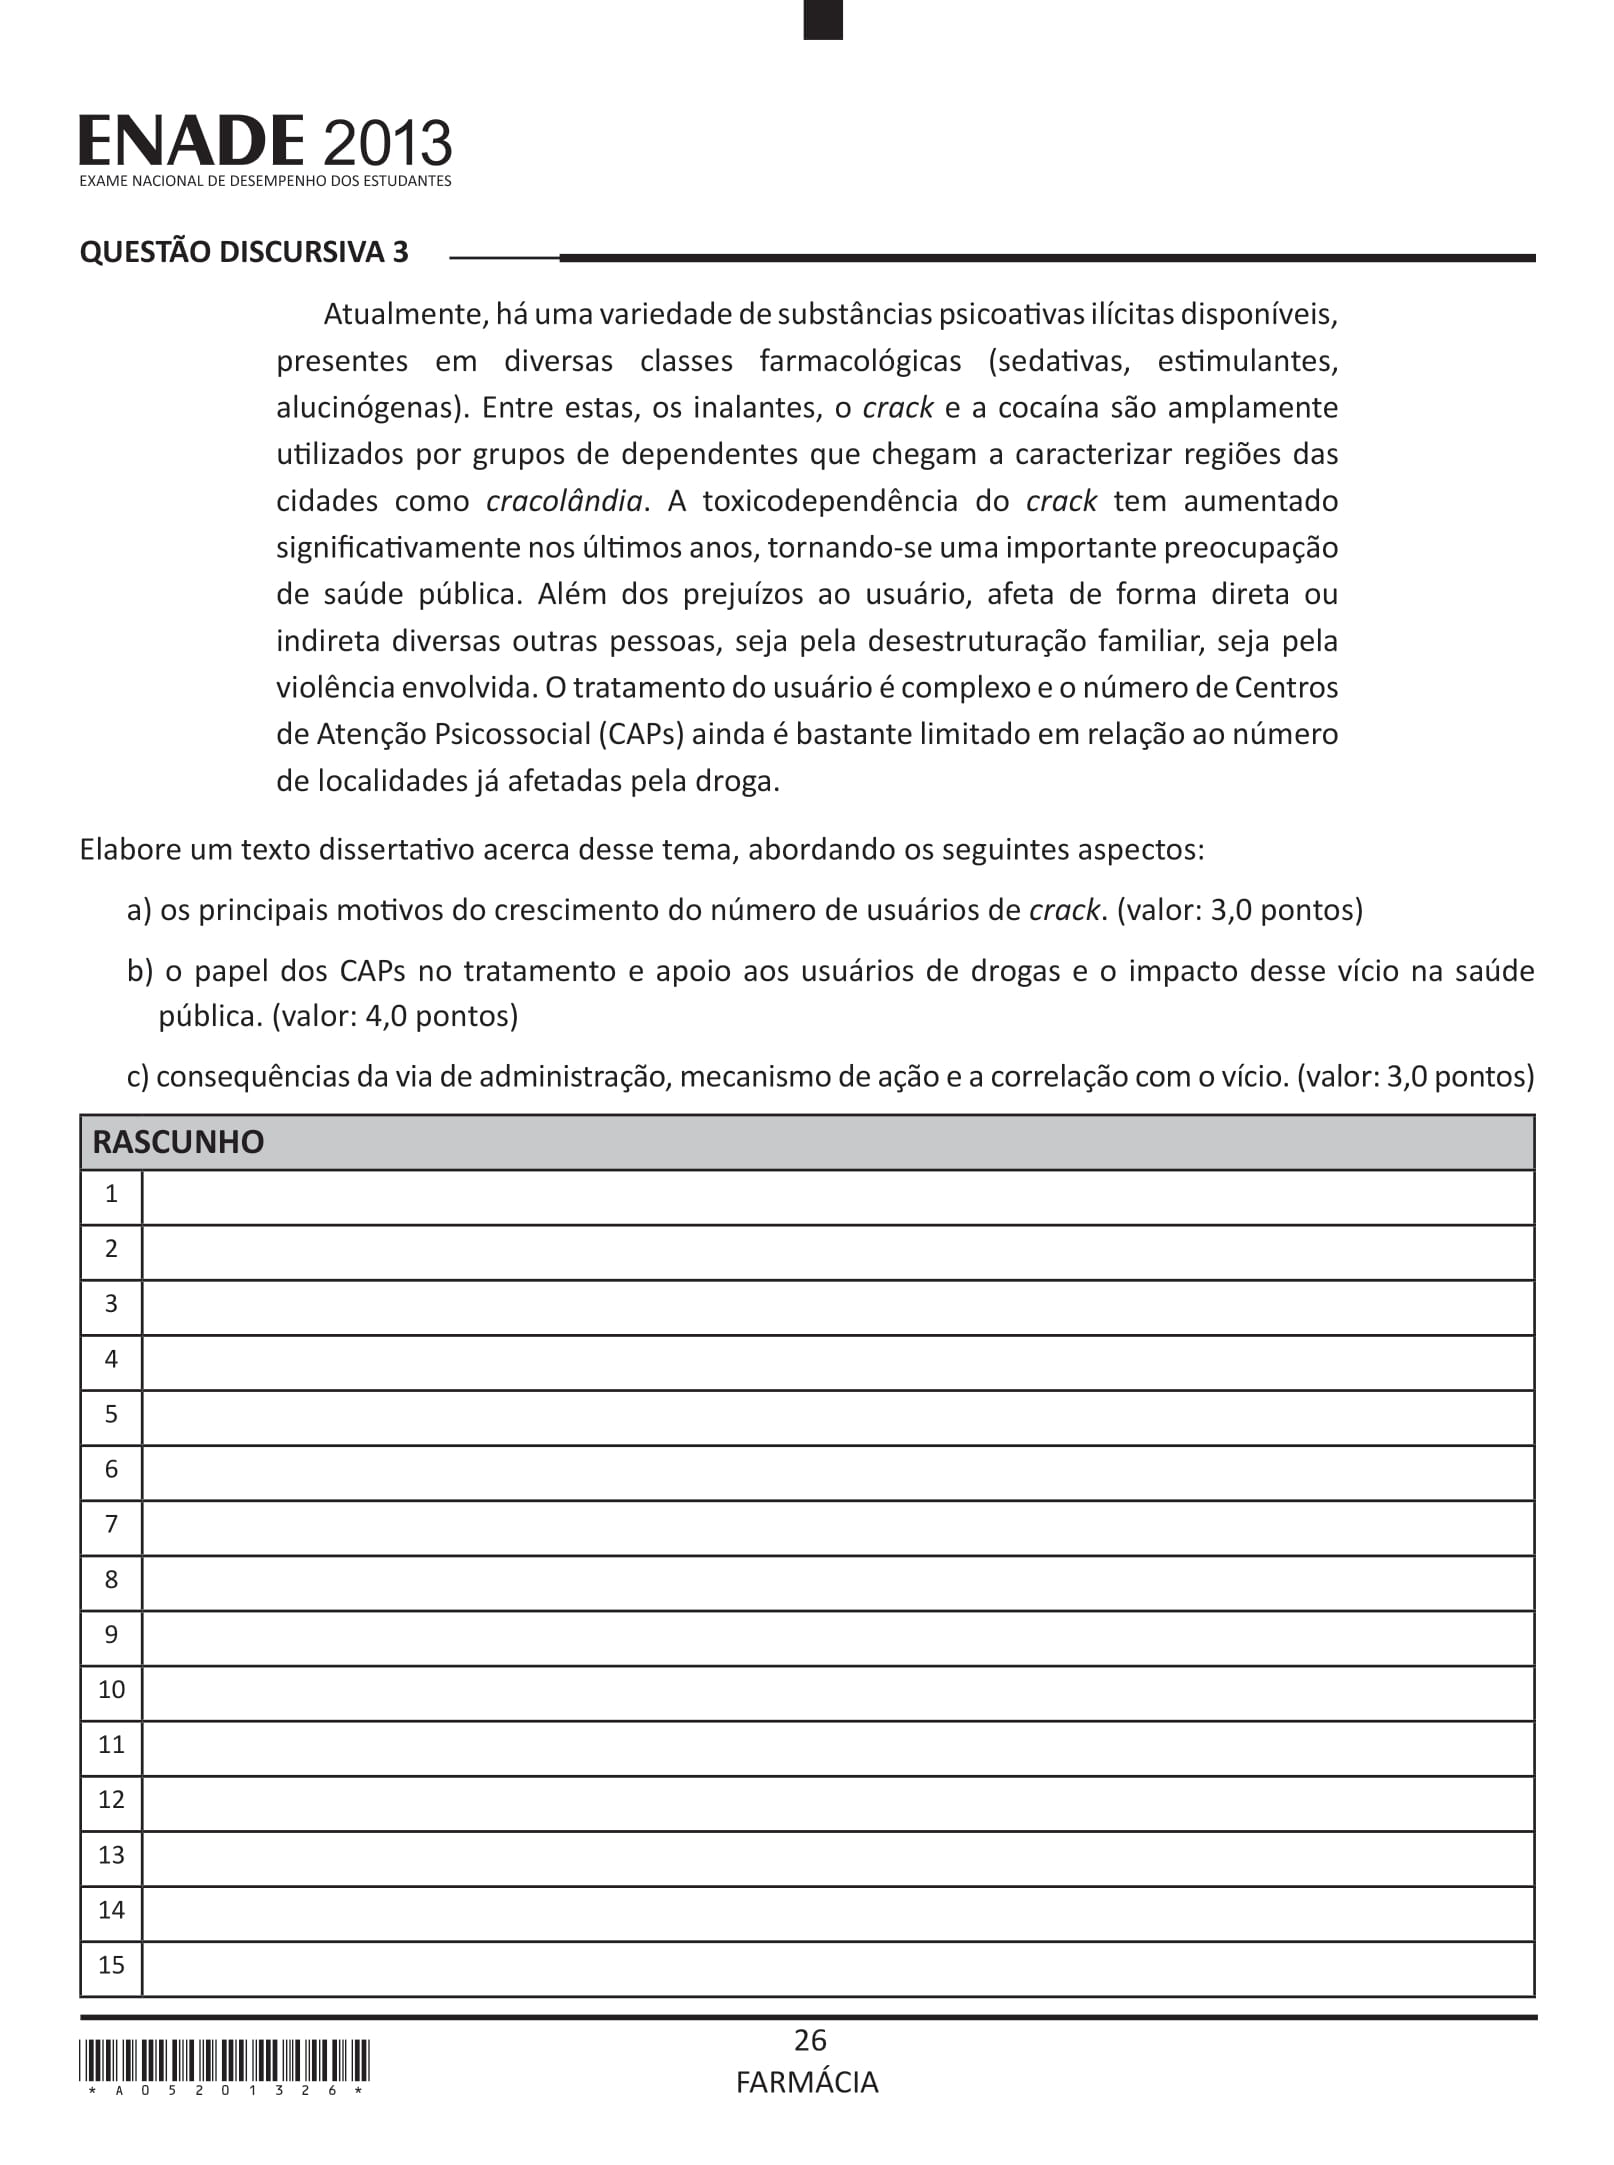 ENADE 2013
EXAME NACIONAL DE DESEMPENHO DOS ESTUDANTES
QUESTÃO DISCURSIVA 3
Atualmente, há uma variedade de substâncias psicoativas ilícitas disponíveis,
presentes em diversas classes farmacológicas (sedativas, estimulantes,
alucinógenas). Entre estas, os inalantes, o crack e a cocaína são amplamente
utilizados por grupos de dependentes que chegam a caracterizar regiões das
cidades como cracolândia. A toxicodependência do crack tem aumentado
significativamente nos últimos anos, tornando-se uma importante preocupação
de saúde pública. Além dos prejuízos ao usuário, afeta de forma direta ou
indireta diversas outras pessoas, seja pela desestruturação familiar, seja pela
violência envolvida. O tratamento do usuário é complexo e o número de Centros
de Atenção Psicossocial (CAPs) ainda é bastante limitado em relação ao número
de localidades já afetadas pela droga.
Elabore um texto dissertativo acerca desse tema, abordando os seguintes aspectos:
a) os principais motivos do crescimento do número de usuários de crack. (valor: 3,0 pontos)
b) o papel dos CAPs no tratamento e apoio aos usuários de drogas e o impacto desse vício na saúde
pública. (valor: 4,0 pontos)
c) consequências da via de administração, mecanismo de ação e a correlação com o vício. (valor: 3,0 pontos)
RASCUNHO
1
2
3
4
5
6
7
8
9
10
11
12
13
14
15
26
FARMÁCIA
* A 0 5 2 0 1 3 2 6 *